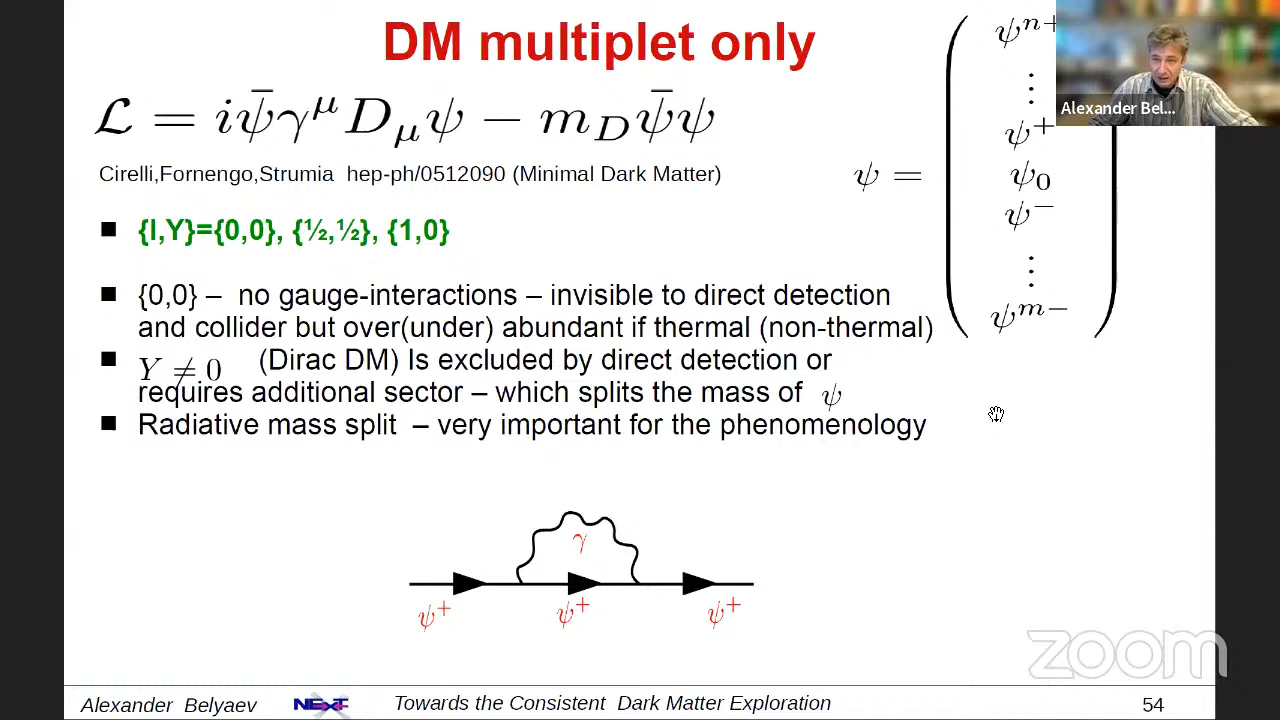 DM multiplet only
ℒ = iψ̄γ^μ D_μ ψ − m_D ψ̄ψ
Cirelli,Fornengo,Strumia hep-ph/0512090 (Minimal Dark Matter)
■ {I,Y}={0,0}, {½,½}, {1,0}
■ {0,0} – no gauge-interactions – invisible to direct detection
and collider but over(under) abundant if thermal (non-thermal)
■ Y ≠ 0 (Dirac DM) Is excluded by direct detection or
requires additional sector – which splits the mass of ψ
■ Radiative mass split – very important for the phenomenology
ψ^{n+}
⋮
ψ^+
ψ = ψ_0
ψ^−
⋮
ψ^{m−}
Alexander Bel...
γ
ψ^+ ψ^+ ψ^+
zoom
Alexander Belyaev NEXT Towards the Consistent Dark Matter Exploration 54